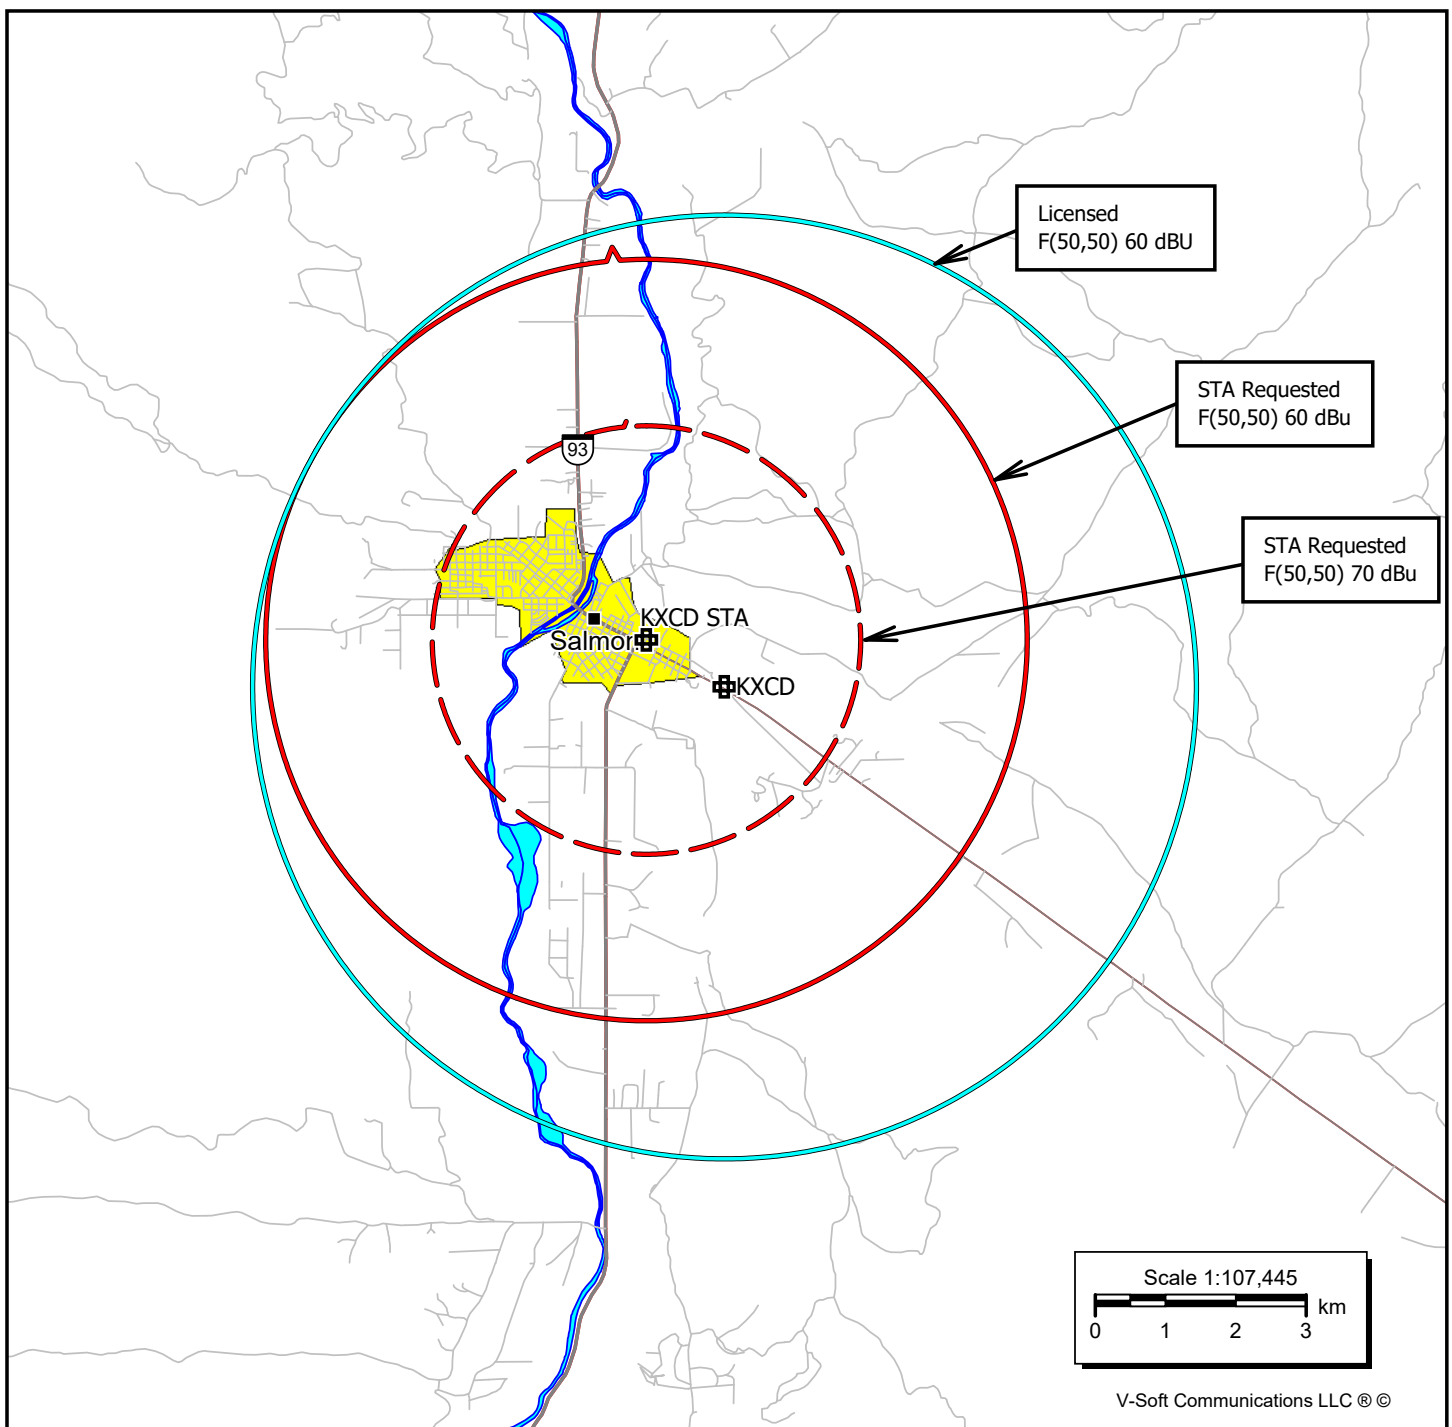 Licensed
F(50,50) 60 dBU
STA Requested
F(50,50) 60 dBu
93
STA Requested
F(50,50) 70 dBu
KXCD STA
Salmon
KXCD
Scale 1:107,445
km
0 1 2 3
V-Soft Communications LLC ® ©